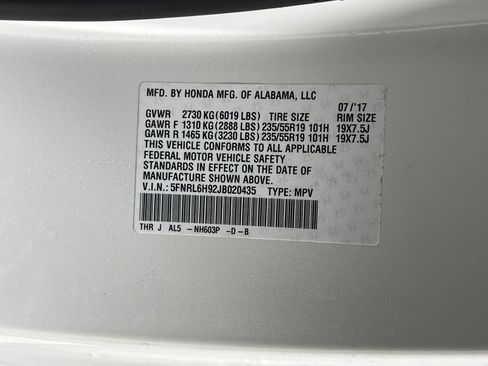 MFD. BY HONDA MFG. OF ALABAMA, LLC
07/'17
GVWR 2730 KG(6019 LBS) TIRE SIZE RIM SIZE
GAWR F 1310 KG(2888 LBS) 235/55R19 101H 19X7.5J
GAWR R 1465 KG(3230 LBS) 235/55R19 101H 19X7.5J
THIS VEHICLE CONFORMS TO ALL APPLICABLE
FEDERAL MOTOR VEHICLE SAFETY
STANDARDS IN EFFECT ON THE DATE OF
MANUFACTURE SHOWN ABOVE.
V.I.N.: 5FNRL6H92JB020435 TYPE: MPV
THR J AL5 -NH603P -D-B